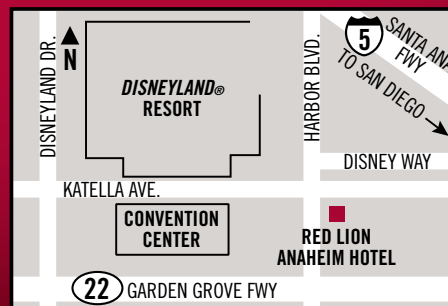 DISNEYLAND DR.
N
DISNEYLAND®
RESORT
HARBOR BLVD.
5
SANTA ANA
FWY
TO SAN DIEGO
DISNEY WAY
KATELLA AVE.
CONVENTION
CENTER
RED LION
ANAHEIM HOTEL
22 GARDEN GROVE FWY